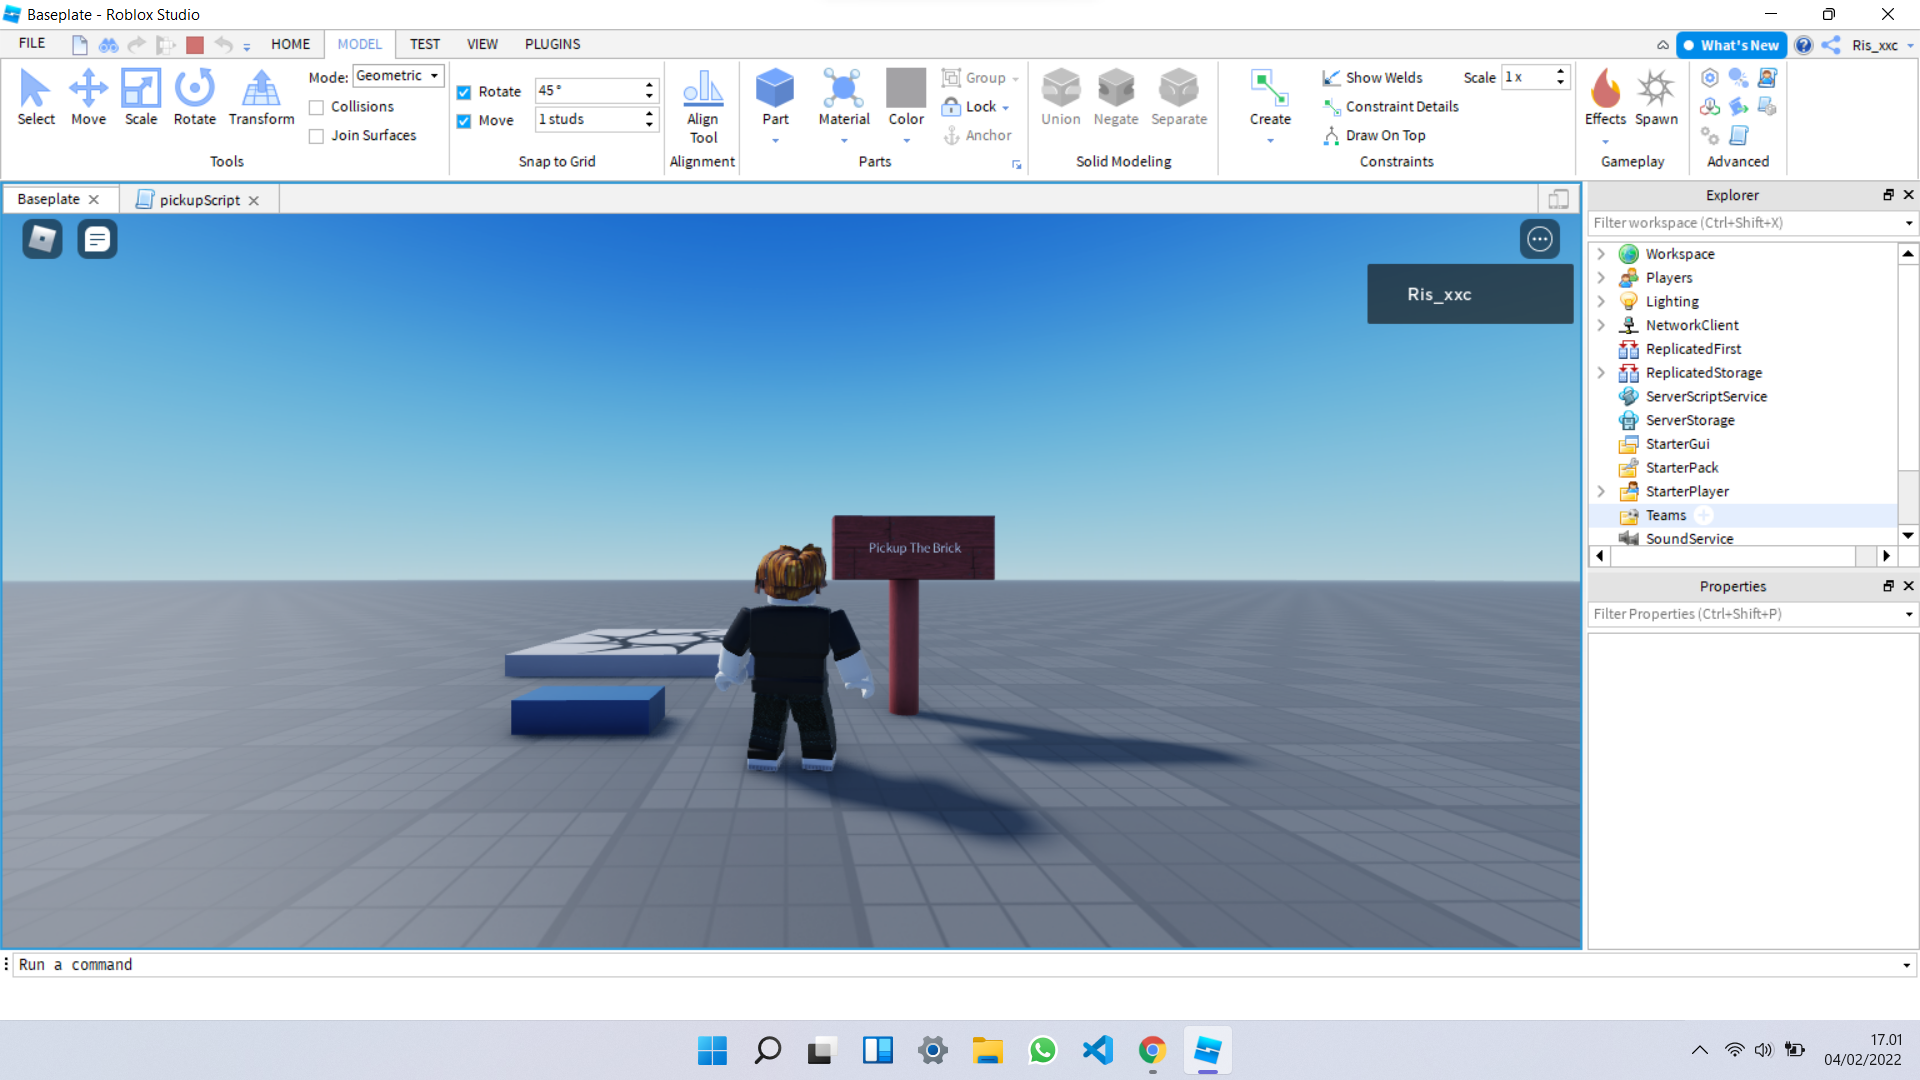 Baseplate - Roblox Studio
FILE
HOME
MODEL
TEST
VIEW
PLUGINS
What's New
Ris_xxc
Select
Move
Scale
Rotate
Transform
Mode: Geometric
Collisions
Join Surfaces
Tools
Rotate 45°
Move 1 studs
Snap to Grid
Align
Tool
Alignment
Part
Material
Color
Group
Lock
Anchor
Parts
Union
Negate
Separate
Solid Modeling
Create
Show Welds
Scale 1 x
Constraint Details
Draw On Top
Constraints
Effects
Spawn
Gameplay
Advanced
Baseplate
pickupScript
Ris_xxc
Pickup The Brick
Explorer
Filter workspace (Ctrl+Shift+X)
Workspace
Players
Lighting
NetworkClient
ReplicatedFirst
ReplicatedStorage
ServerScriptService
ServerStorage
StarterGui
StarterPack
StarterPlayer
Teams
SoundService
Properties
Filter Properties (Ctrl+Shift+P)
Run a command
17.01
04/02/2022